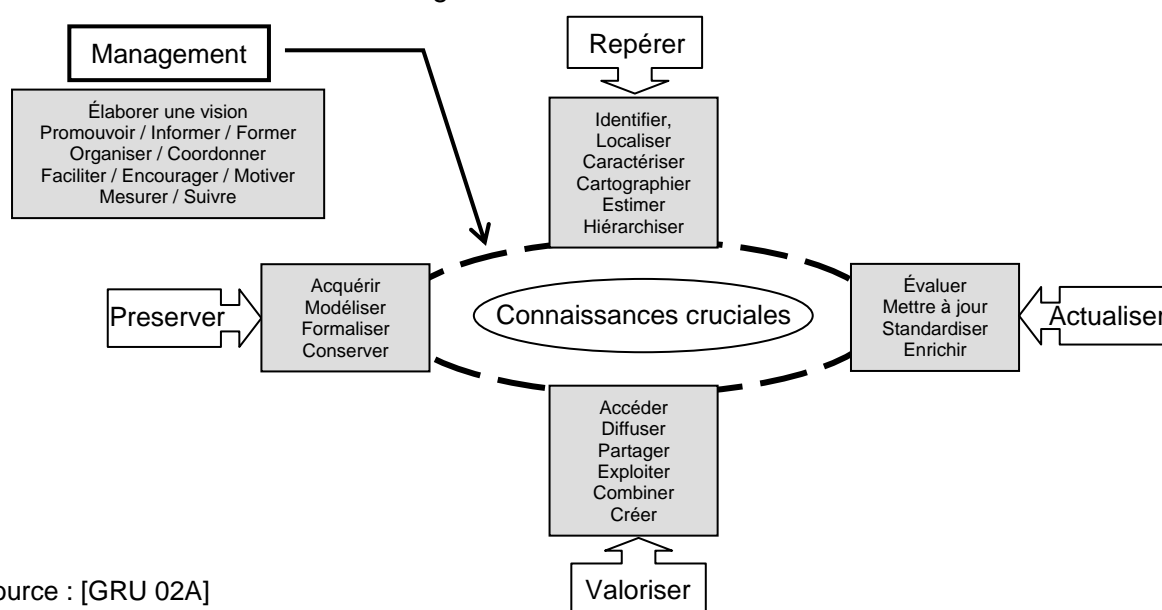 Management
Élaborer une vision
Promouvoir / Informer / Former
Organiser / Coordonner
Faciliter / Encourager / Motiver
Mesurer / Suivre
Repérer
Identifier,
Localiser
Caractériser
Cartographier
Estimer
Hiérarchiser
Preserver
Acquérir
Modéliser
Formaliser
Conserver
Connaissances cruciales
Évaluer
Mettre à jour
Standardiser
Enrichir
Actualiser
Accéder
Diffuser
Partager
Exploiter
Combiner
Créer
Valoriser
ource : [GRU 02A]